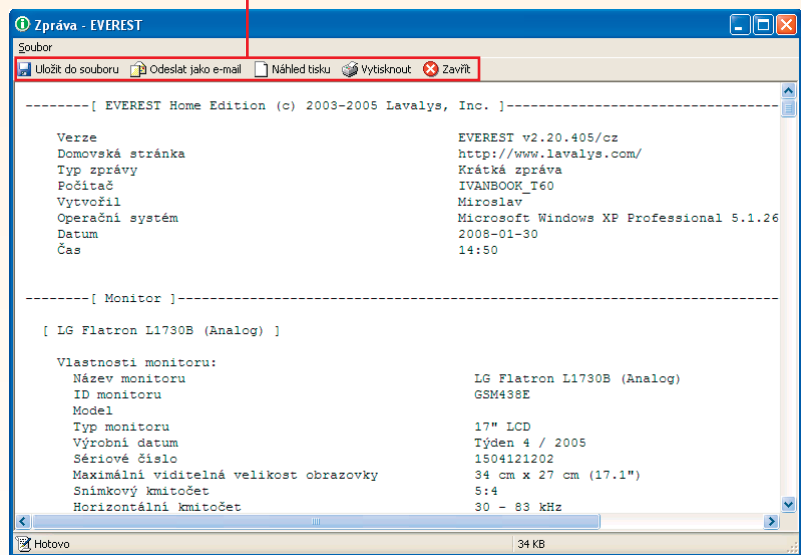 Zpráva - EVEREST
Soubor
Uložit do souboru Odeslat jako e-mail Náhled tisku Vytisknout Zavřít
--------[ EVEREST Home Edition (c) 2003-2005 Lavalys, Inc. ]----------------------------------
Verze EVEREST v2.20.405/cz
Domovská stránka http://www.lavalys.com/
Typ zprávy Krátká zpráva
Počítač IVANBOOK_T60
Vytvořil Miroslav
Operační systém Microsoft Windows XP Professional 5.1.26
Datum 2008-01-30
Čas 14:50
--------[ Monitor ]---------------------------------------------------------------------------
[ LG Flatron L1730B (Analog) ]
Vlastnosti monitoru:
Název monitoru LG Flatron L1730B (Analog)
ID monitoru GSM438E
Model
Typ monitoru 17" LCD
Výrobní datum Týden 4 / 2005
Sériové číslo 1504121202
Maximální viditelná velikost obrazovky 34 cm x 27 cm (17.1")
Snímkový kmitočet 5:4
Horizontální kmitočet 30 - 83 kHz
Hotovo 34 KB